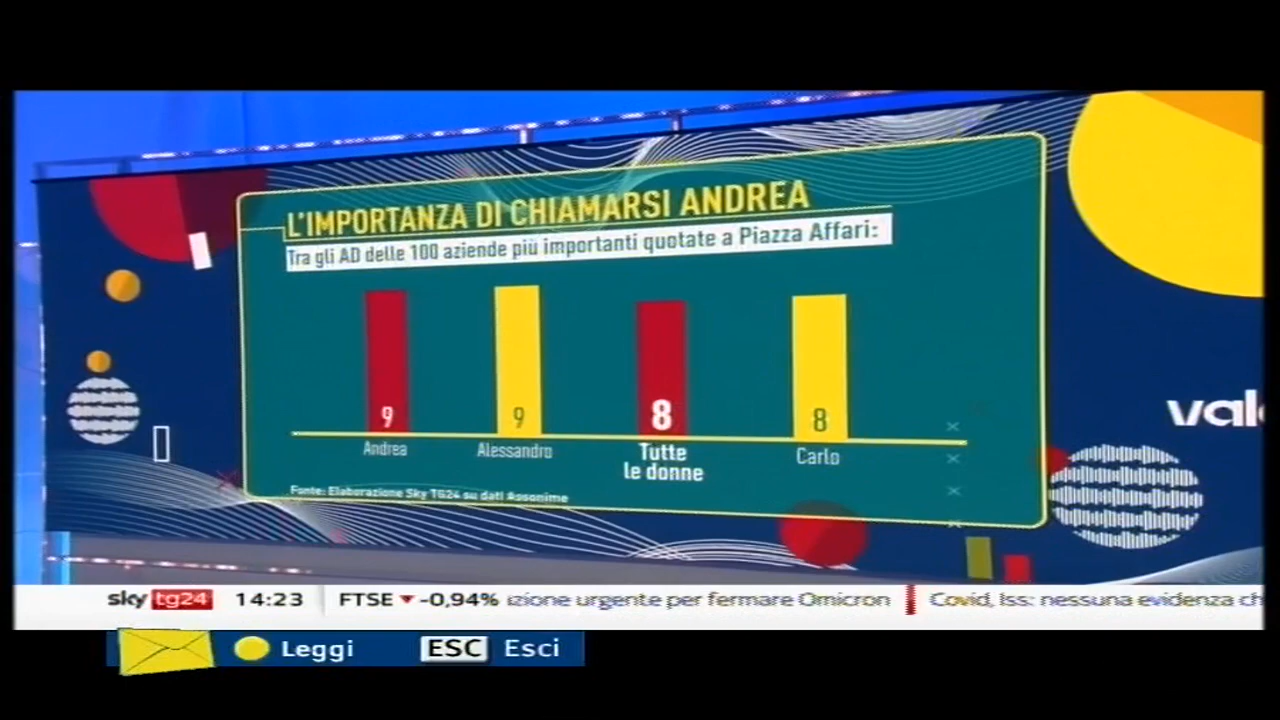 L'IMPORTANZA DI CHIAMARSI ANDREA
Tra gli AD delle 100 aziende più importanti quotate a Piazza Affari:
9
9
8
8
Andrea
Alessandro
Tutte
le donne
Carlo
Fonte: Elaborazione Sky TG24 su dati Assonime
sky tg24 14:23 FTSE -0,94% izione urgente per fermare Omicron Covid, Iss: nessuna evidenza ch
Leggi ESC Esci